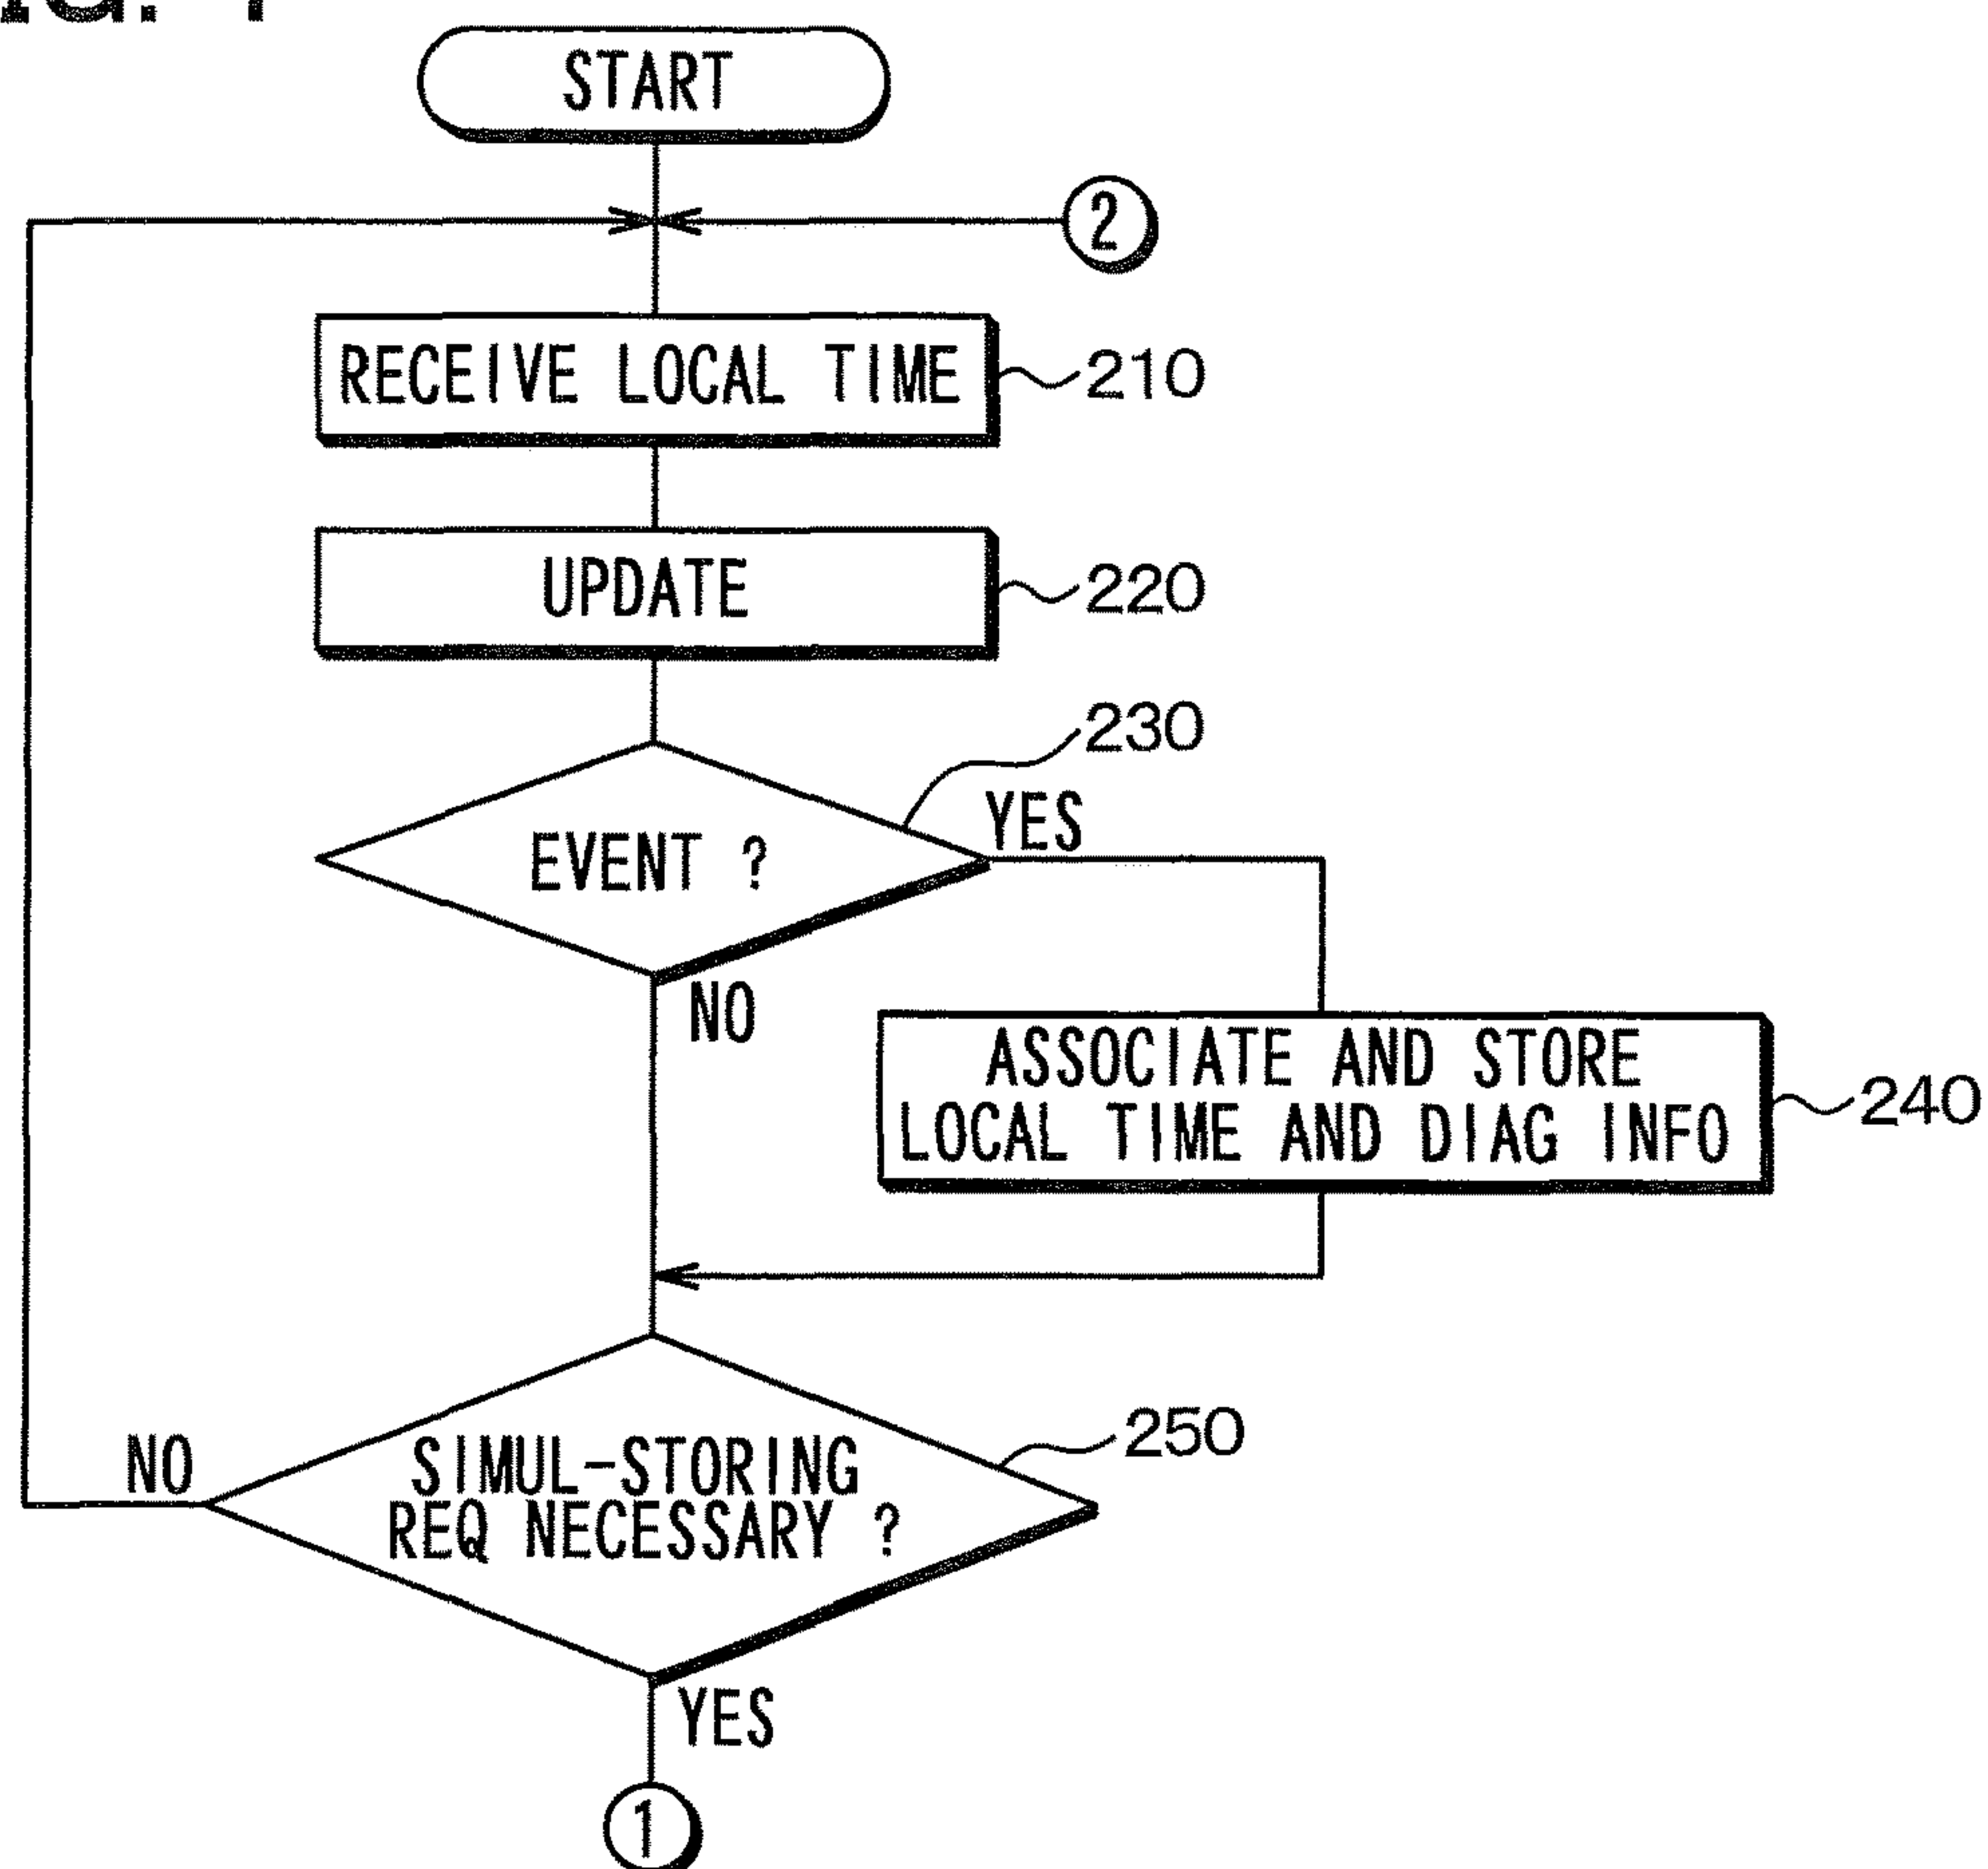 START
2
RECEIVE LOCAL TIME
210
UPDATE
220
230
EVENT ?
YES
NO
ASSOCIATE AND STORE
LOCAL TIME AND DIAG INFO
240
250
NO
SIMUL-STORING
REQ NECESSARY ?
YES
1